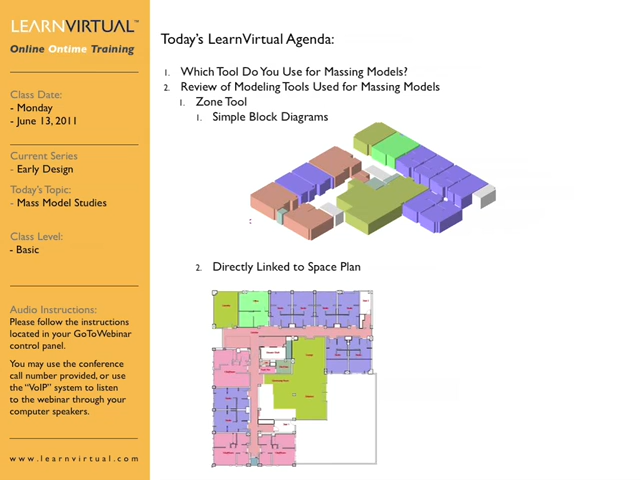 LEARNVIRTUAL™
Online Ontime Training
Class Date:
- Monday
- June 13, 2011
Current Series
- Early Design
Today's Topic:
- Mass Model Studies
Class Level:
- Basic
Audio Instructions:
Please follow the instructions
located in your GoToWebinar
control panel.
You may use the conference
call number provided, or use
the "VoIP" system to listen
to the webinar through your
computer speakers.
www.learnvirtual.com
Today's LearnVirtual Agenda:
1. Which Tool Do You Use for Massing Models?
2. Review of Modeling Tools Used for Massing Models
1. Zone Tool
1. Simple Block Diagrams
2. Directly Linked to Space Plan